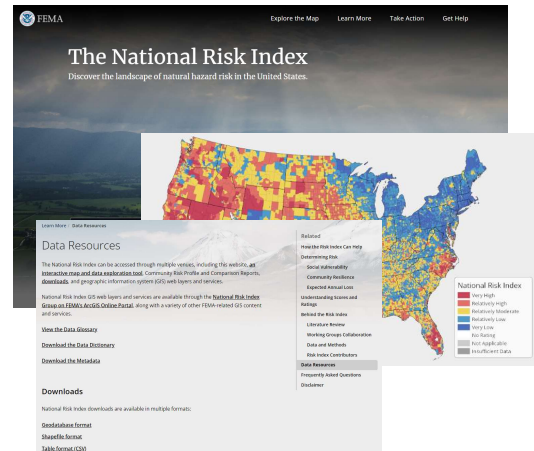 FEMA
Explore the Map
Learn More
Take Action
Get Help
The National Risk Index
Discover the landscape of natural hazard risk in the United States.
National Risk Index
Very High
Relatively High
Relatively Moderate
Relatively Low
Very Low
No Rating
Not Applicable
Insufficient Data
Learn More / Data Resources
Data Resources
The National Risk Index can be accessed through multiple venues, including this website, an
interactive map and data exploration tool, Community Risk Profile and Comparison Reports,
downloads, and geographic information system (GIS) web layers and services.
National Risk Index GIS web layers and services are available through the National Risk Index
Group on FEMA's ArcGIS Online Portal, along with a variety of other FEMA-related GIS content
and services.
View the Data Glossary
Download the Data Dictionary
Download the Metadata
Downloads
National Risk Index downloads are available in multiple formats:
Geodatabase format
Shapefile format
Table format (CSV)
Related
How the Risk Index Can Help
Determining Risk
Social Vulnerability
Community Resilience
Expected Annual Loss
Understanding Scores and
Ratings
Behind the Risk Index
Literature Review
Working Groups Collaboration
Data and Methods
Risk Index Contributors
Data Resources
Frequently Asked Questions
Disclaimer